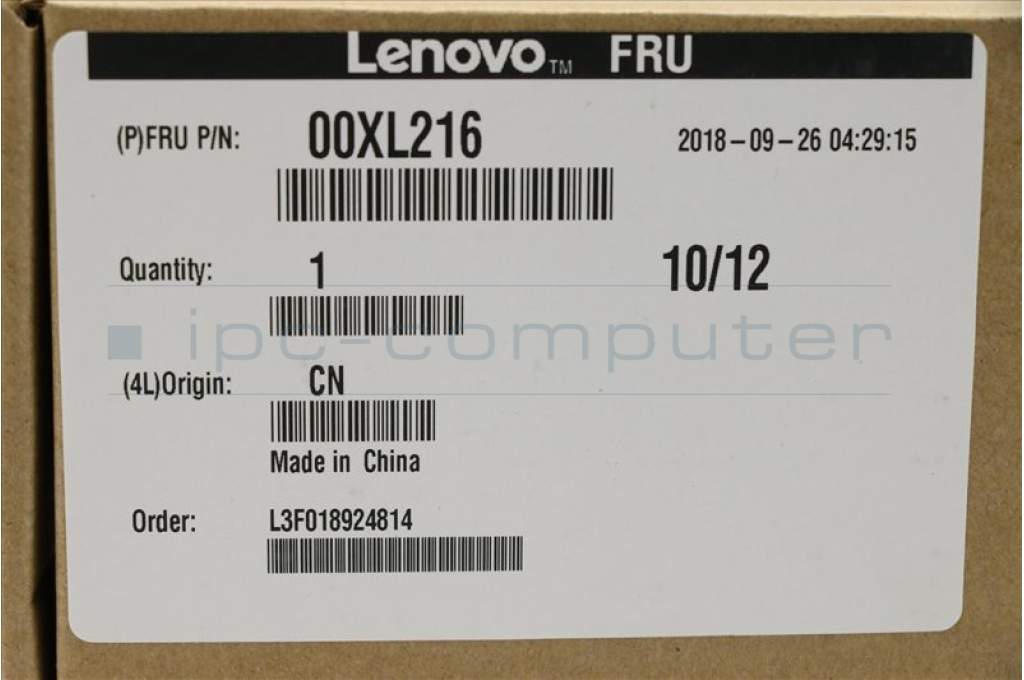 Lenovo™ FRU
(P)FRU P/N: 00XL216 2018-09-26 04:29:15
Quantity: 1 10/12
ipc-computer
(4L)Origin: CN
Made in China
Order: L3F018924814